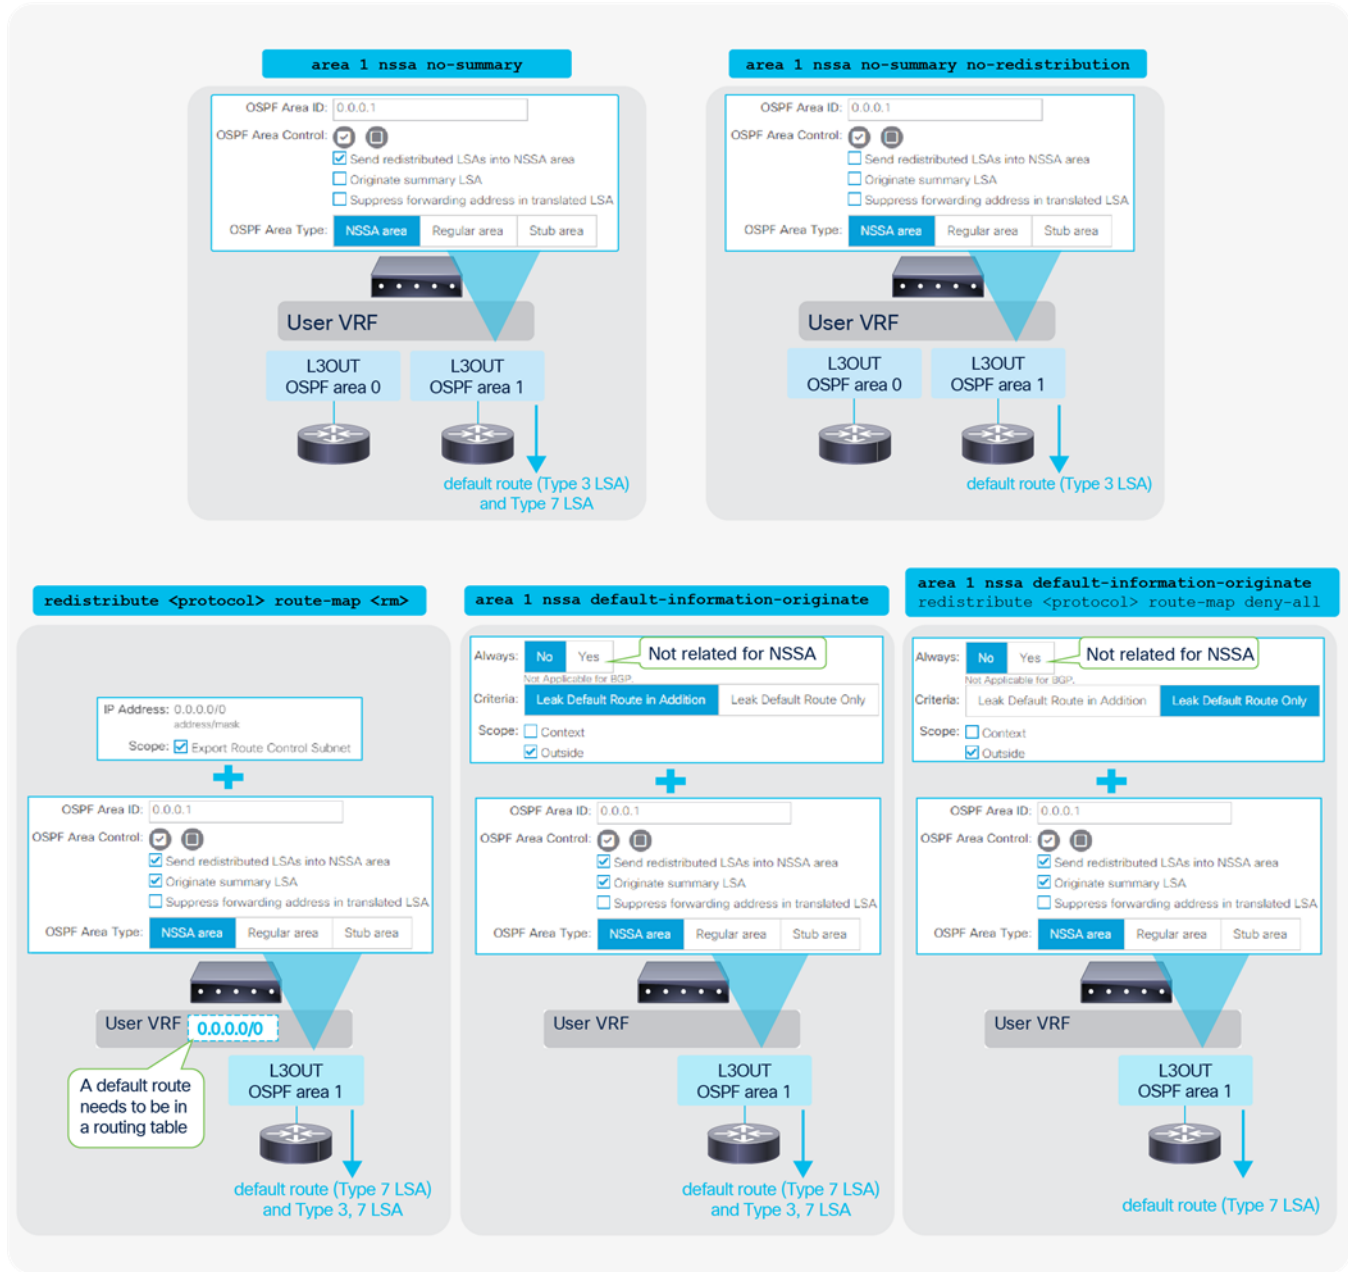 area 1 nssa no-summary
OSPF Area ID: 0.0.0.1
OSPF Area Control:
Send redistributed LSAs into NSSA area
Originate summary LSA
Suppress forwarding address in translated LSA
OSPF Area Type: NSSA area Regular area Stub area
User VRF
L3OUT
OSPF area 0
L3OUT
OSPF area 1
default route (Type 3 LSA)
and Type 7 LSA
area 1 nssa no-summary no-redistribution
OSPF Area ID: 0.0.0.1
OSPF Area Control:
Send redistributed LSAs into NSSA area
Originate summary LSA
Suppress forwarding address in translated LSA
OSPF Area Type: NSSA area Regular area Stub area
User VRF
L3OUT
OSPF area 0
L3OUT
OSPF area 1
default route (Type 3 LSA)
redistribute <protocol> route-map <rm>
IP Address: 0.0.0.0/0
address/mask
Scope: Export Route Control Subnet
OSPF Area ID: 0.0.0.1
OSPF Area Control:
Send redistributed LSAs into NSSA area
Originate summary LSA
Suppress forwarding address in translated LSA
OSPF Area Type: NSSA area Regular area Stub area
User VRF 0.0.0.0/0
A default route
needs to be in
a routing table
L3OUT
OSPF area 1
default route (Type 7 LSA)
and Type 3, 7 LSA
area 1 nssa default-information-originate
Always: No Yes
Not related for NSSA
Not Applicable for BGP.
Criteria: Leak Default Route in Addition Leak Default Route Only
Scope: Context
Outside
OSPF Area ID: 0.0.0.1
OSPF Area Control:
Send redistributed LSAs into NSSA area
Originate summary LSA
Suppress forwarding address in translated LSA
OSPF Area Type: NSSA area Regular area Stub area
User VRF
L3OUT
OSPF area 1
default route (Type 7 LSA)
and Type 3, 7 LSA
area 1 nssa default-information-originate
redistribute <protocol> route-map deny-all
Always: No Yes
Not related for NSSA
Not Applicable for BGP.
Criteria: Leak Default Route in Addition Leak Default Route Only
Scope: Context
Outside
OSPF Area ID: 0.0.0.1
OSPF Area Control:
Send redistributed LSAs into NSSA area
Originate summary LSA
Suppress forwarding address in translated LSA
OSPF Area Type: NSSA area Regular area Stub area
User VRF
L3OUT
OSPF area 1
default route (Type 7 LSA)